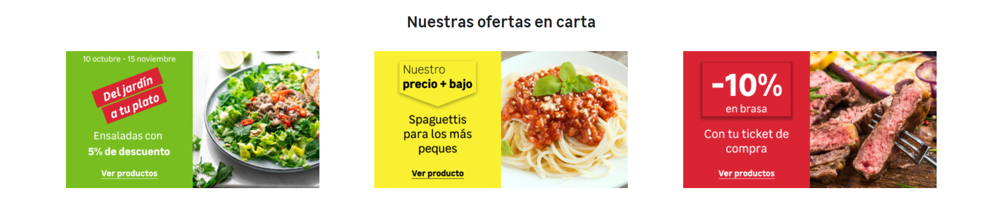 Nuestras ofertas en carta
10 octubre - 15 noviembre
Del jardín
a tu plato
Ensaladas con
5% de descuento
Ver productos
Nuestro
precio + bajo
Spaguettis
para los más
peques
Ver producto
-10%
en brasa
Con tu ticket de
compra
Ver productos